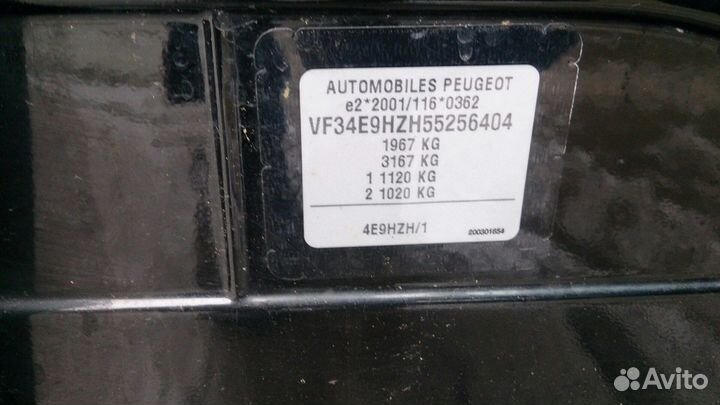 AUTOMOBILES PEUGEOT
e2*2001/116*0362
VF34E9HZH55256404
1967 KG
3167 KG
1 1120 KG
2 1020 KG
4E9HZH/1
200301654
Avito